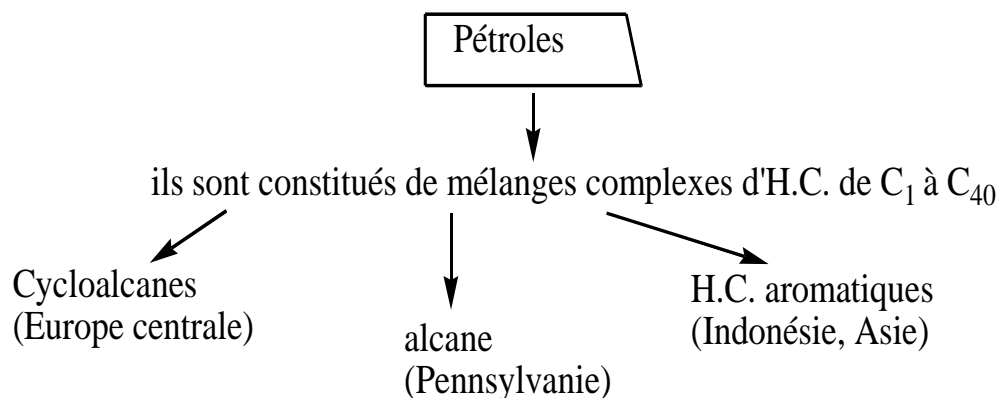 Pétroles
ils sont constitués de mélanges complexes d'H.C. de C1 à C40
Cycloalcanes
(Europe centrale)
alcane
(Pennsylvanie)
H.C. aromatiques
(Indonésie, Asie)